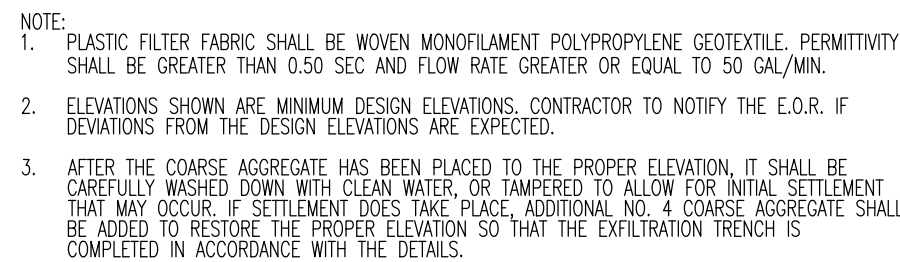 NOTE:
1. PLASTIC FILTER FABRIC SHALL BE WOVEN MONOFILAMENT POLYPROPYLENE GEOTEXTILE. PERMITTIVITY
SHALL BE GREATER THAN 0.50 SEC AND FLOW RATE GREATER OR EQUAL TO 50 GAL/MIN.
2. ELEVATIONS SHOWN ARE MINIMUM DESIGN ELEVATIONS. CONTRACTOR TO NOTIFY THE E.O.R. IF
DEVIATIONS FROM THE DESIGN ELEVATIONS ARE EXPECTED.
3. AFTER THE COARSE AGGREGATE HAS BEEN PLACED TO THE PROPER ELEVATION, IT SHALL BE
CAREFULLY WASHED DOWN WITH CLEAN WATER, OR TAMPERED TO ALLOW FOR INITIAL SETTLEMENT
THAT MAY OCCUR. IF SETTLEMENT DOES TAKE PLACE, ADDITIONAL NO. 4 COARSE AGGREGATE SHALL
BE ADDED TO RESTORE THE PROPER ELEVATION SO THAT THE EXFILTRATION TRENCH IS
COMPLETED IN ACCORDANCE WITH THE DETAILS.